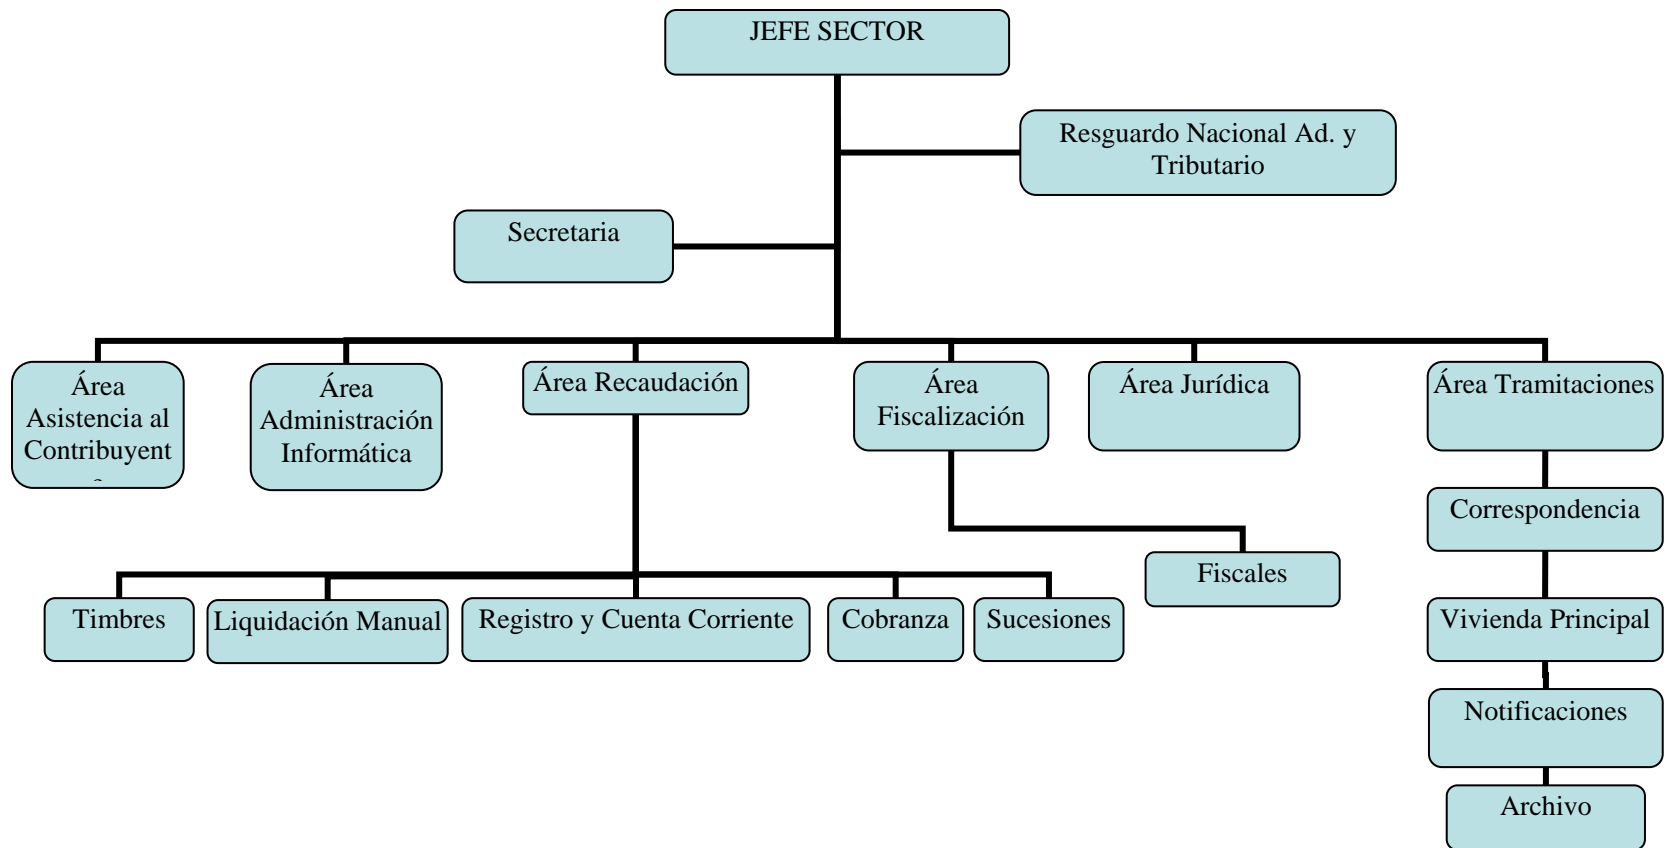 JEFE SECTOR
Resguardo Nacional Ad. y
Tributario
Secretaria
Área
Asistencia al
Contribuyent
Área
Administración
Informática
Área Recaudación
Área
Fiscalización
Área Jurídica
Área Tramitaciones
Correspondencia
Fiscales
Timbres
Liquidación Manual
Registro y Cuenta Corriente
Cobranza
Sucesiones
Vivienda Principal
Notificaciones
Archivo